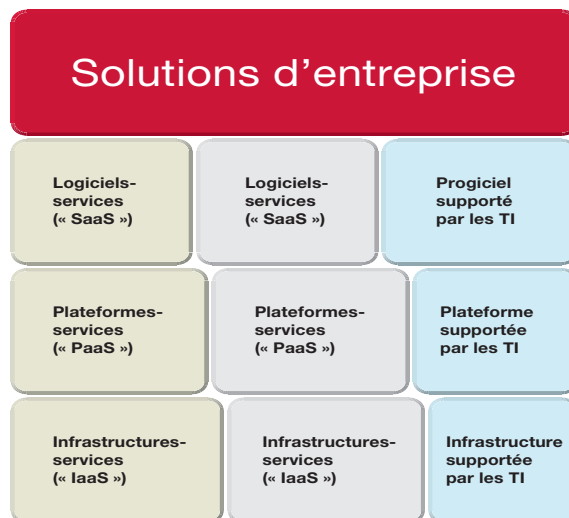 Solutions d'entreprise
Logiciels-
services
(« SaaS »)
Logiciels-
services
(« SaaS »)
Progiciel
supporté
par les TI
Plateformes-
services
(« PaaS »)
Plateformes-
services
(« PaaS »)
Plateforme
supportée
par les TI
Infrastructures-
services
(« IaaS »)
Infrastructures-
services
(« IaaS »)
Infrastructure
supportée
par les TI